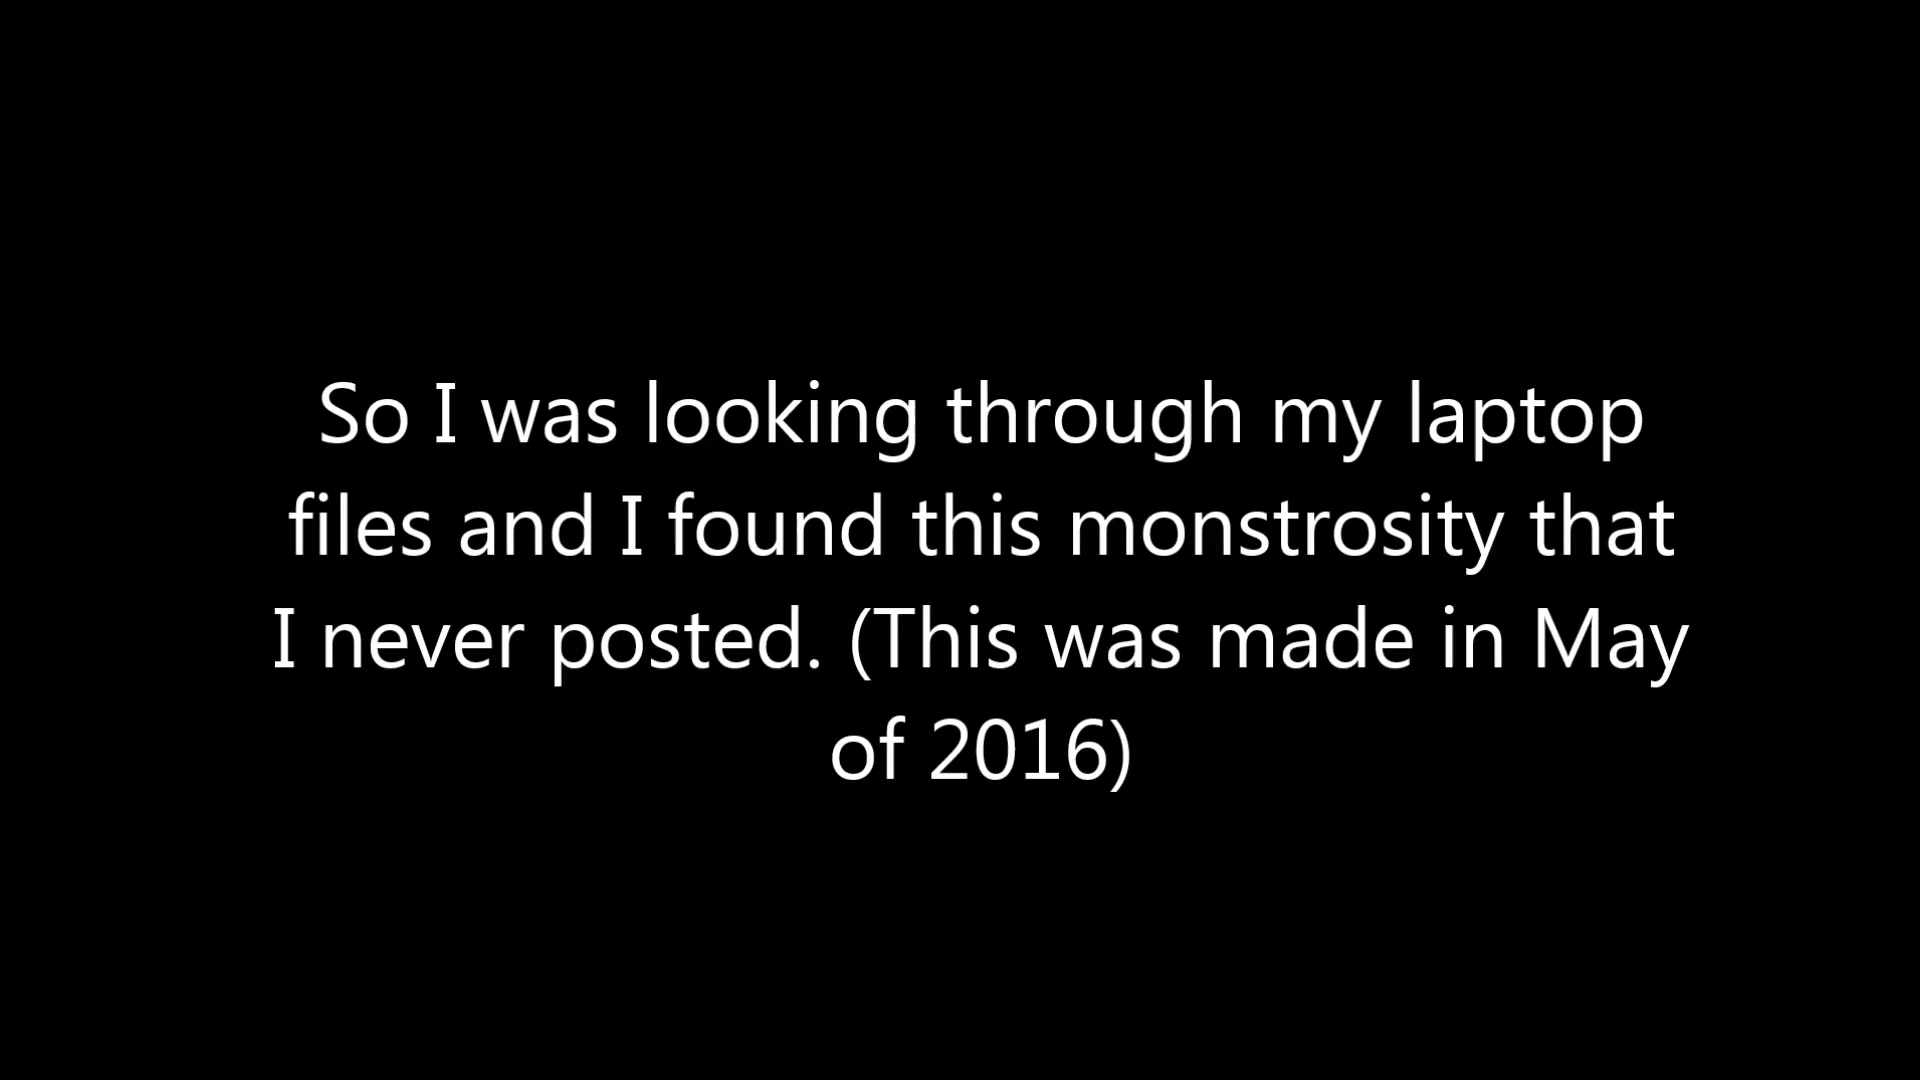 So I was looking through my laptop
files and I found this monstrosity that
I never posted. (This was made in May
of 2016)